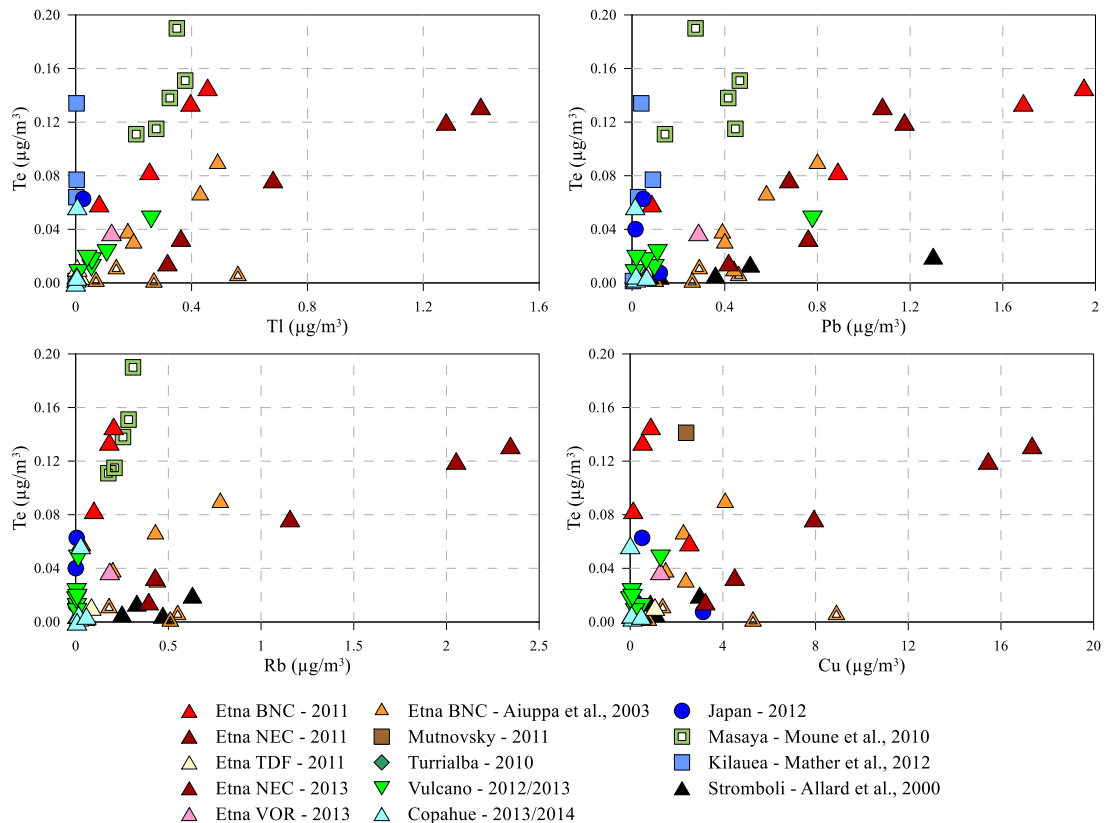 0.20
0.16
0.12
0.08
0.04
0.00
Te (µg/m³)
0
0.4
0.8
1.2
1.6
Tl (µg/m³)
0.20
0.16
0.12
0.08
0.04
0.00
Te (µg/m³)
0
0.4
0.8
1.2
1.6
2
Pb (µg/m³)
0.20
0.16
0.12
0.08
0.04
0.00
Te (µg/m³)
0
0.5
1
1.5
2
2.5
Rb (µg/m³)
0.20
0.16
0.12
0.08
0.04
0.00
Te (µg/m³)
0
4
8
12
16
20
Cu (µg/m³)
Etna BNC - 2011
Etna NEC - 2011
Etna TDF - 2011
Etna NEC - 2013
Etna VOR - 2013
Etna BNC - Aiuppa et al., 2003
Mutnovsky - 2011
Turrialba - 2010
Vulcano - 2012/2013
Copahue - 2013/2014
Japan - 2012
Masaya - Moune et al., 2010
Kilauea - Mather et al., 2012
Stromboli - Allard et al., 2000